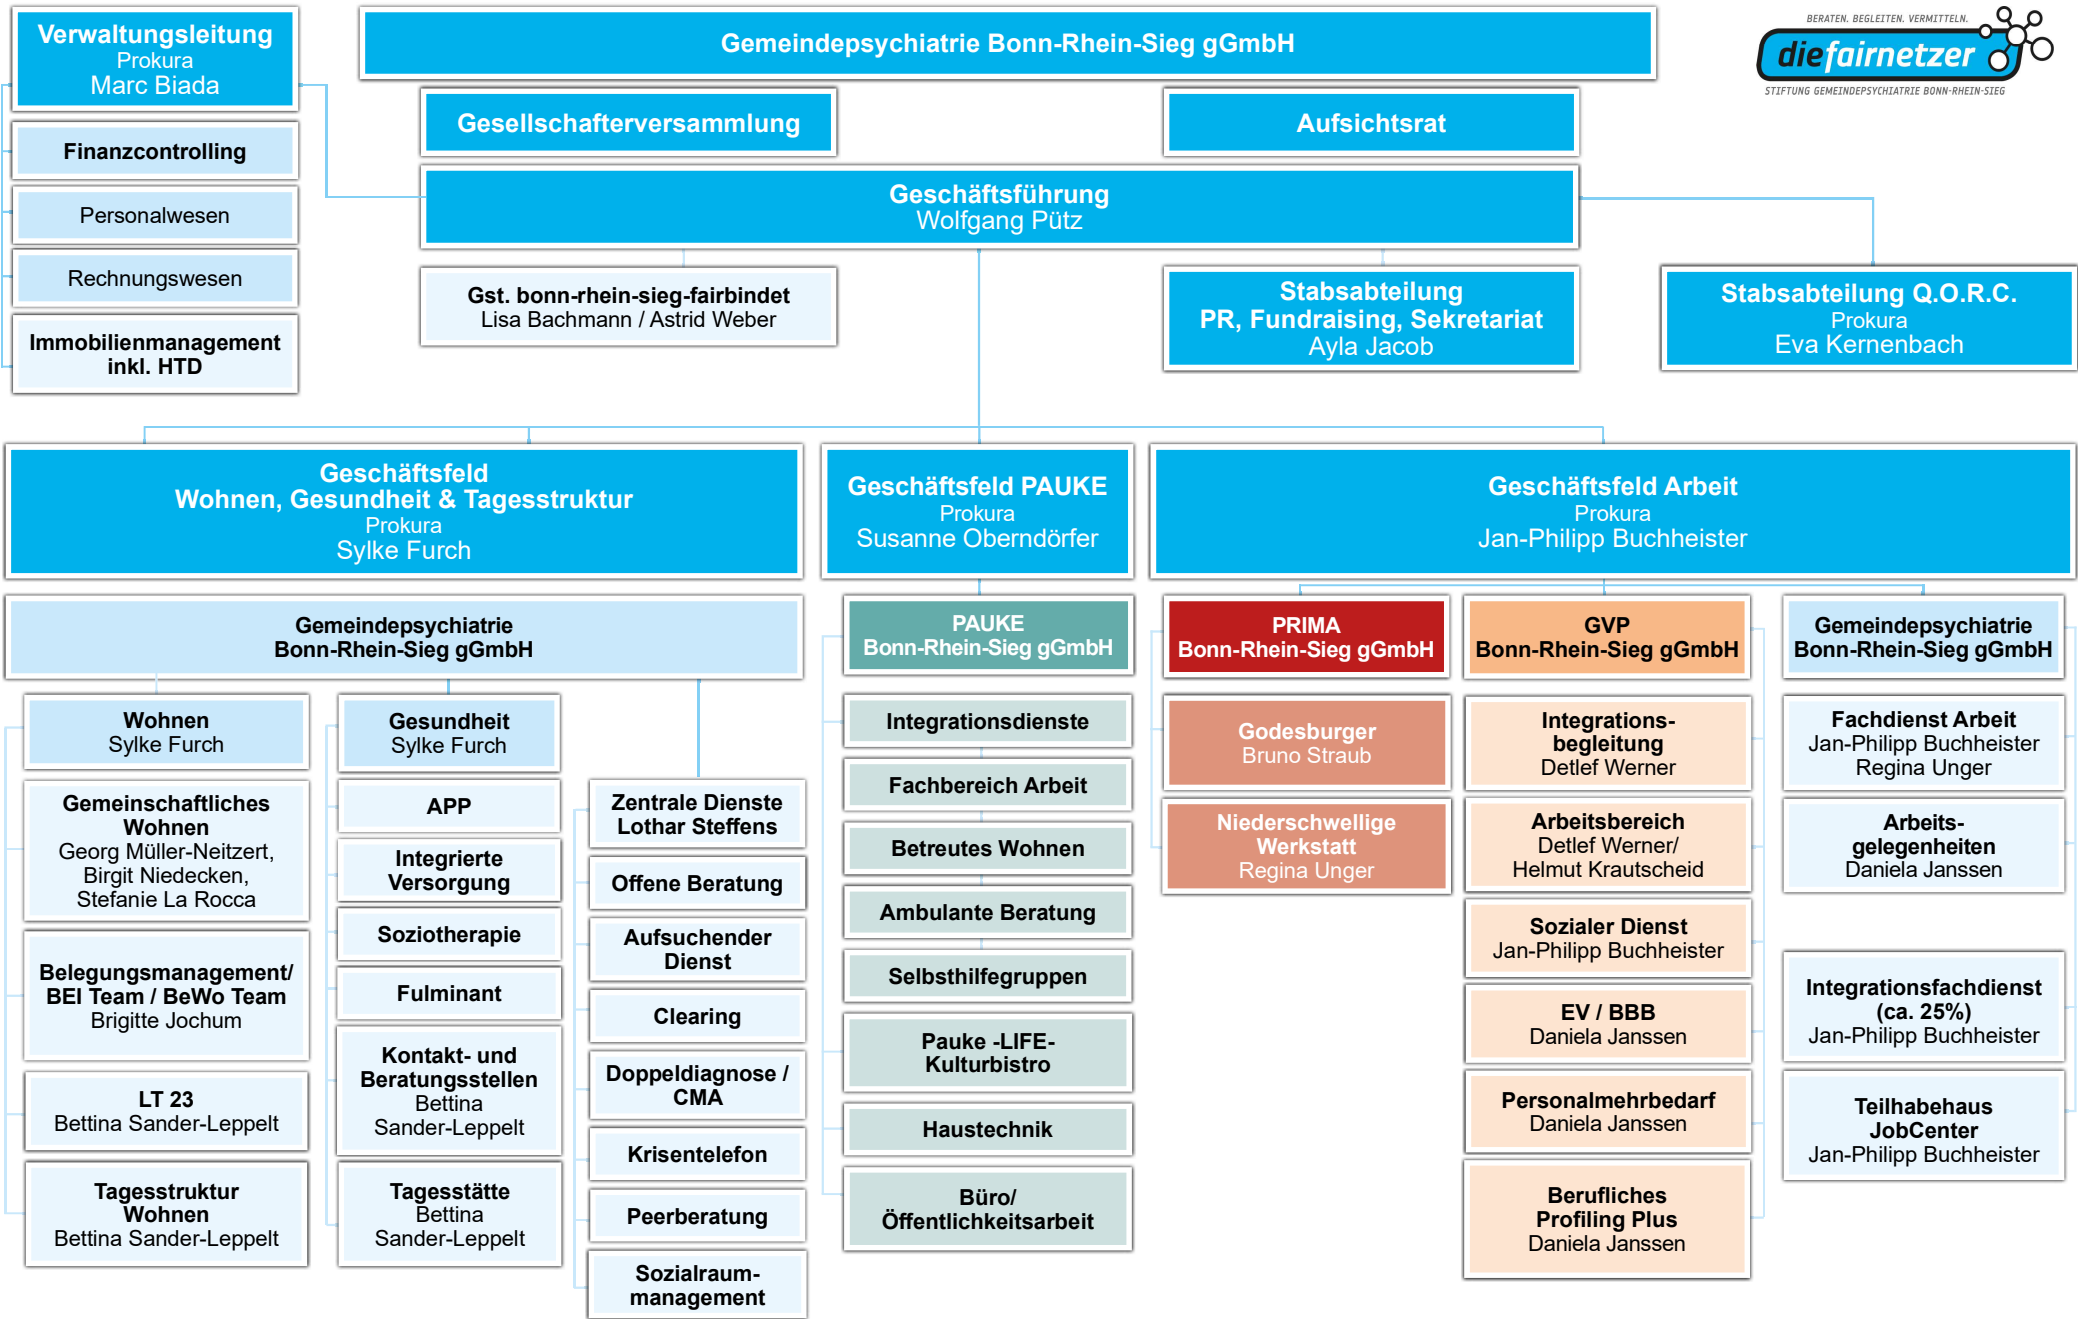 Verwaltungsleitung
Prokura
Marc Biada
Finanzcontrolling
Personalwesen
Rechnungswesen
Immobilienmanagement
inkl. HTD
Gemeindepsychiatrie Bonn-Rhein-Sieg gGmbH
BERATEN. BEGLEITEN. VERMITTELN.
diefairnetzer
STIFTUNG GEMEINDEPSYCHIATRIE BONN-RHEIN-SIEG
Gesellschafterversammlung
Aufsichtsrat
Geschäftsführung
Wolfgang Pütz
Gst. bonn-rhein-sieg-fairbindet
Lisa Bachmann / Astrid Weber
Stabsabteilung
PR, Fundraising, Sekretariat
Ayla Jacob
Stabsabteilung Q.O.R.C.
Prokura
Eva Kernenbach
Geschäftsfeld
Wohnen, Gesundheit & Tagesstruktur
Prokura
Sylke Furch
Geschäftsfeld PAUKE
Prokura
Susanne Oberndörfer
Geschäftsfeld Arbeit
Prokura
Jan-Philipp Buchheister
Gemeindepsychiatrie
Bonn-Rhein-Sieg gGmbH
Wohnen
Sylke Furch
Gemeinschaftliches
Wohnen
Georg Müller-Neitzert,
Birgit Niedecken,
Stefanie La Rocca
Belegungsmanagement/
BEI Team / BeWo Team
Brigitte Jochum
LT 23
Bettina Sander-Leppelt
Tagesstruktur
Wohnen
Bettina Sander-Leppelt
Gesundheit
Sylke Furch
APP
Integrierte
Versorgung
Soziotherapie
Fulminant
Kontakt- und
Beratungsstellen
Bettina
Sander-Leppelt
Tagesstätte
Bettina
Sander-Leppelt
Zentrale Dienste
Lothar Steffens
Offene Beratung
Aufsuchender
Dienst
Clearing
Doppeldiagnose /
CMA
Krisentelefon
Peerberatung
Sozialraum-
management
PAUKE
Bonn-Rhein-Sieg gGmbH
Integrationsdienste
Fachbereich Arbeit
Betreutes Wohnen
Ambulante Beratung
Selbsthilfegruppen
Pauke -LIFE-
Kulturbistro
Haustechnik
Büro/
Öffentlichkeitsarbeit
PRIMA
Bonn-Rhein-Sieg gGmbH
Godesburger
Bruno Straub
Niederschwellige
Werkstatt
Regina Unger
GVP
Bonn-Rhein-Sieg gGmbH
Integrations-
begleitung
Detlef Werner
Arbeitsbereich
Detlef Werner/
Helmut Krautscheid
Sozialer Dienst
Jan-Philipp Buchheister
EV / BBB
Daniela Janssen
Personalmehrbedarf
Daniela Janssen
Berufliches
Profiling Plus
Daniela Janssen
Gemeindepsychiatrie
Bonn-Rhein-Sieg gGmbH
Fachdienst Arbeit
Jan-Philipp Buchheister
Regina Unger
Arbeits-
gelegenheiten
Daniela Janssen
Integrationsfachdienst
(ca. 25%)
Jan-Philipp Buchheister
Teilhabehaus
JobCenter
Jan-Philipp Buchheister